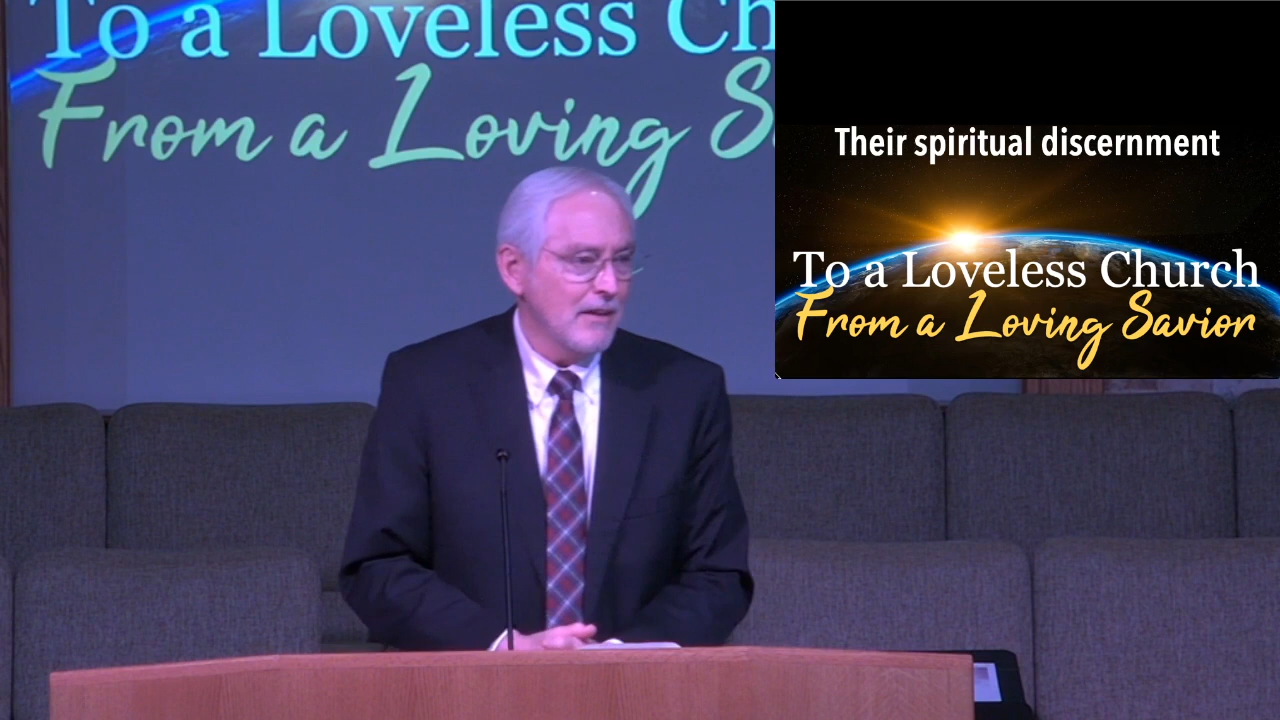 To a Loveless Ch
From a Loving S
Their spiritual discernment
To a Loveless Church
From a Loving Savior